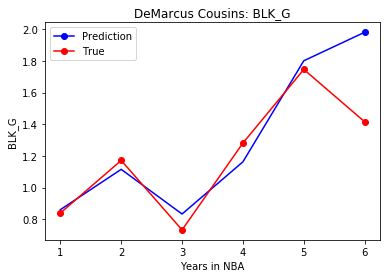 DeMarcus Cousins: BLK_G
Prediction
True
2.0
1.8
1.6
1.4
1.2
1.0
0.8
BLK_G
1 2 3 4 5 6
Years in NBA